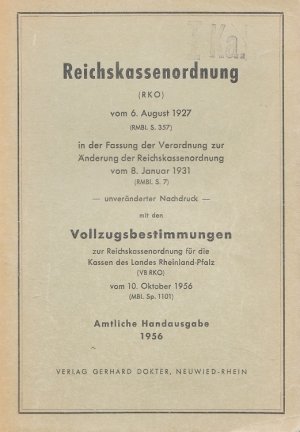 I Ka.
Reichskassenordnung
(RKO)
vom 6. August 1927
(RMBl. S. 357)
in der Fassung der Verordnung zur
Änderung der Reichskassenordnung
vom 8. Januar 1931
(RMBl. S. 7)
— unveränderter Nachdruck —
mit den
Vollzugsbestimmungen
zur Reichskassenordnung für die
Kassen des Landes Rheinland-Pfalz
(VB RKO)
vom 10. Oktober 1956
(MBl. Sp. 1101)
Amtliche Handausgabe
1956
VERLAG GERHARD DOKTER, NEUWIED-RHEIN